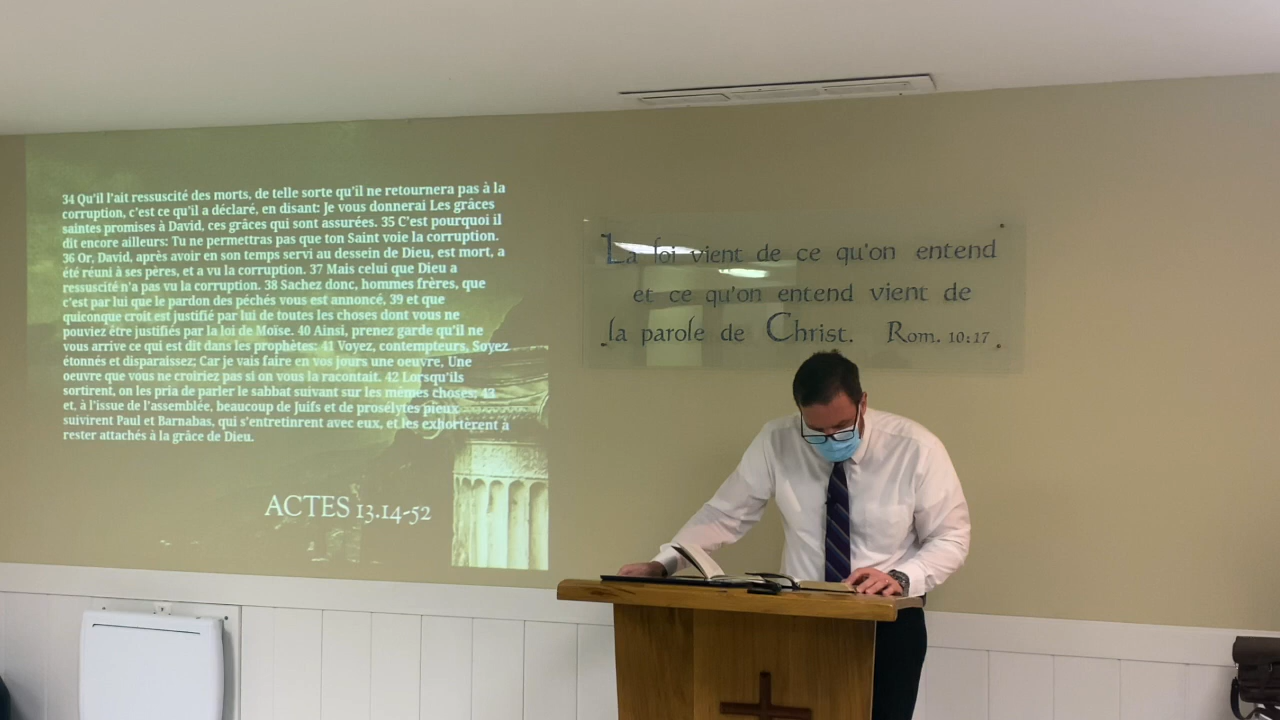 34 Qu'il l'ait ressuscité des morts, de telle sorte qu'il ne retournera pas à la
corruption, c'est ce qu'il a déclaré, en disant: Je vous donnerai Les grâces
saintes promises à David, ces grâces qui sont assurées. 35 C'est pourquoi il
dit encore ailleurs: Tu ne permettras pas que ton Saint voie la corruption.
36 Or, David, après avoir en son temps servi au dessein de Dieu, est mort, a
été réuni à ses pères, et a vu la corruption. 37 Mais celui que Dieu a
ressuscité n'a pas vu la corruption. 38 Sachez donc, hommes frères, que
c'est par lui que le pardon des péchés vous est annoncé, 39 et que
quiconque croit est justifié par lui de toutes les choses dont vous ne
pouviez être justifiés par la loi de Moïse. 40 Ainsi, prenez garde qu'il ne
vous arrive ce qui est dit dans les prophètes: 41 Voyez, contempteurs, Soyez
étonnés et disparaissez; Car je vais faire en vos jours une oeuvre, Une
oeuvre que vous ne croiriez pas si on vous la racontait. 42 Lorsqu'ils
sortirent, on les pria de parler le sabbat suivant sur les mêmes choses; 43
et, à l'issue de l'assemblée, beaucoup de Juifs et de prosélytes pieux
suivirent Paul et Barnabas, qui s'entretinrent avec eux, et les exhortèrent à
rester attachés à la grâce de Dieu.
ACTES 13.14-52
La foi vient de ce qu'on entend
et ce qu'on entend vient de
la parole de Christ. Rom. 10:17